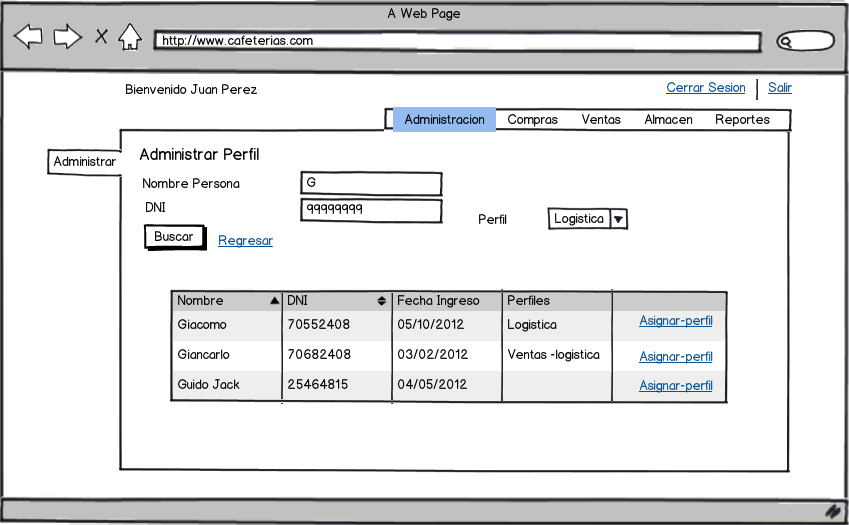 A Web Page
http://www.cafeterias.com
Bienvenido Juan Perez
Cerrar Sesion
Salir
Administracion Compras Ventas Almacen Reportes
Administrar
Administrar Perfil
Nombre Persona G
DNI 99999999
Perfil Logistica
Buscar Regresar
Nombre DNI Fecha Ingreso Perfiles
Giacomo 70552408 05/10/2012 Logistica Asignar-perfil
Giancarlo 70682408 03/02/2012 Ventas -logistica Asignar-perfil
Guido Jack 25464815 04/05/2012 Asignar-perfil